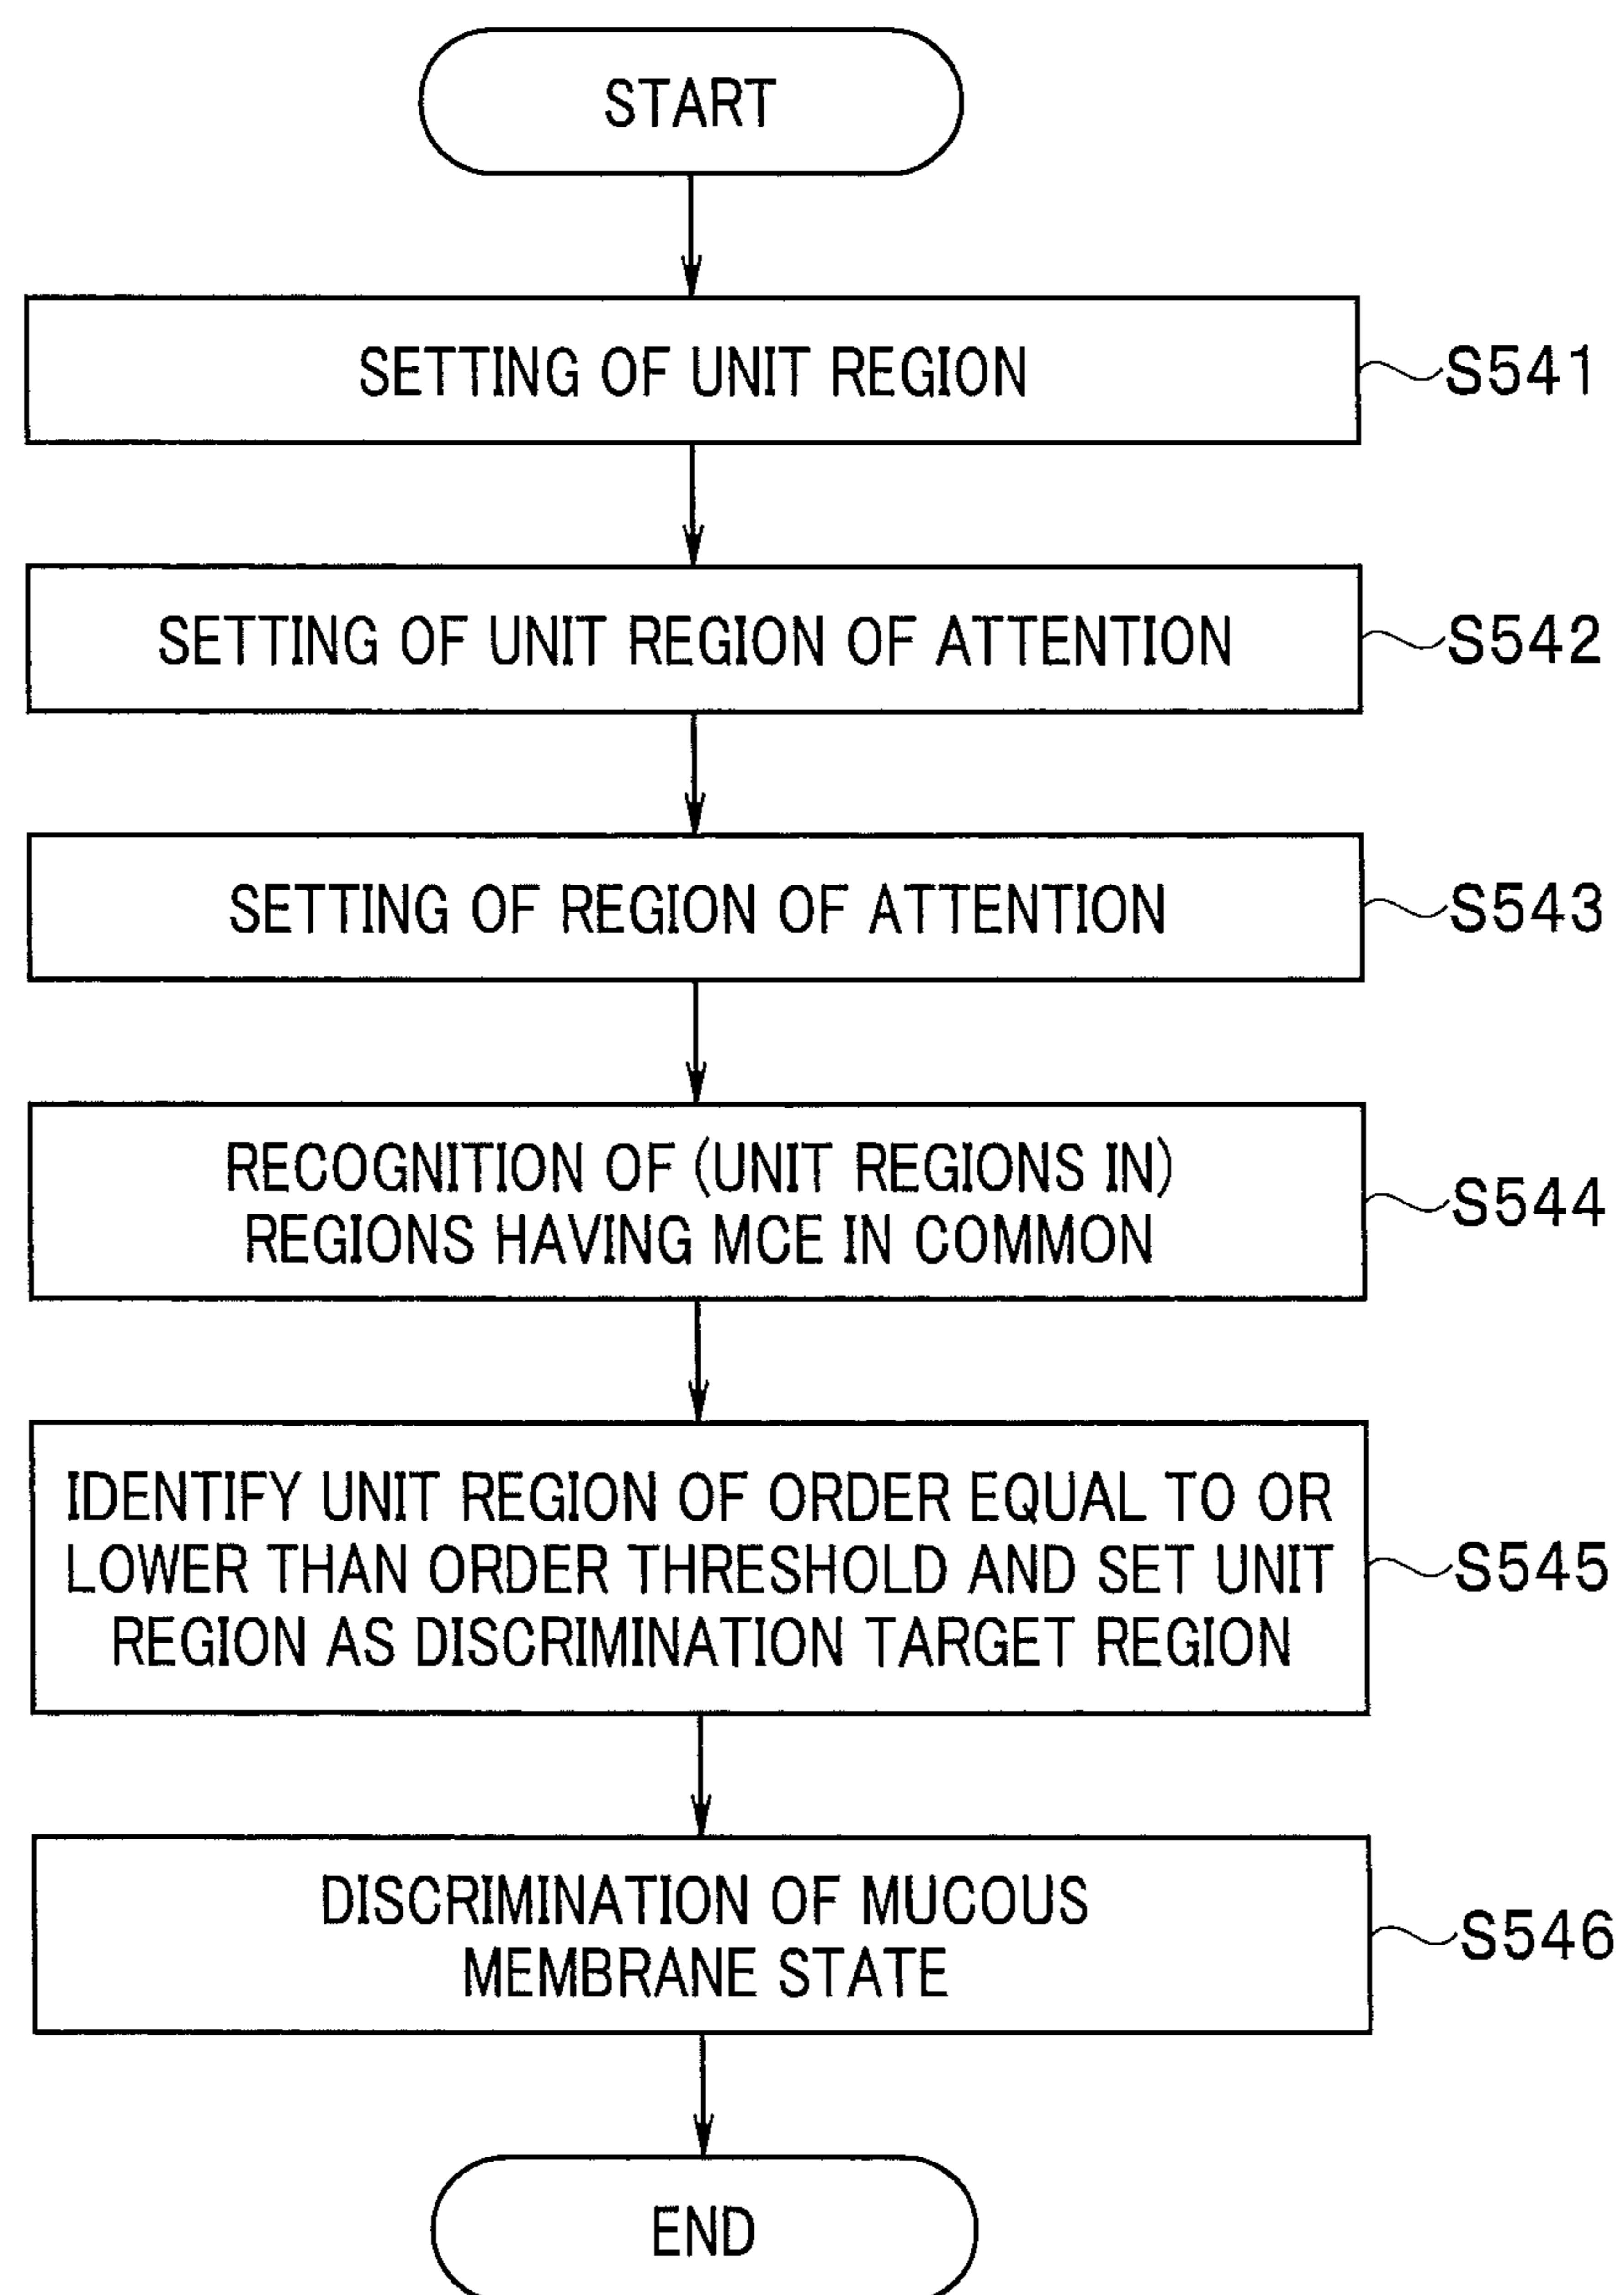 START
SETTING OF UNIT REGION
S541
SETTING OF UNIT REGION OF ATTENTION
S542
SETTING OF REGION OF ATTENTION
S543
RECOGNITION OF (UNIT REGIONS IN)
REGIONS HAVING MCE IN COMMON
S544
IDENTIFY UNIT REGION OF ORDER EQUAL TO OR
LOWER THAN ORDER THRESHOLD AND SET UNIT
REGION AS DISCRIMINATION TARGET REGION
S545
DISCRIMINATION OF MUCOUS
MEMBRANE STATE
S546
END